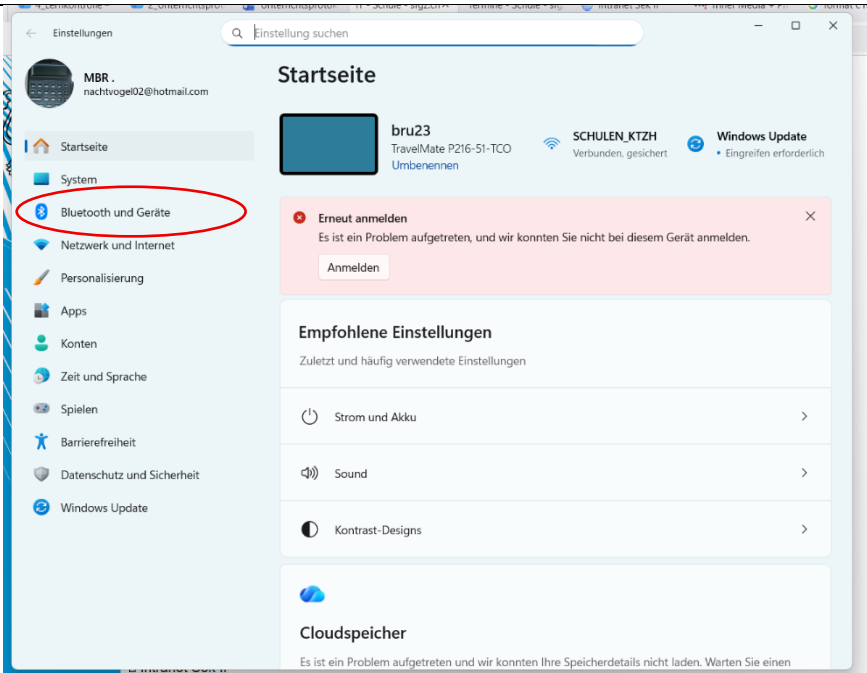 Einstellungen
Einstellung suchen
MBR .
nachtvogel02@hotmail.com
Startseite
System
Bluetooth und Geräte
Netzwerk und Internet
Personalisierung
Apps
Konten
Zeit und Sprache
Spielen
Barrierefreiheit
Datenschutz und Sicherheit
Windows Update
Startseite
bru23
TravelMate P216-51-TCO
Umbenennen
SCHULEN_KTZH
Verbunden, gesichert
Windows Update
• Eingreifen erforderlich
Erneut anmelden
Es ist ein Problem aufgetreten, und wir konnten Sie nicht bei diesem Gerät anmelden.
Anmelden
Empfohlene Einstellungen
Zuletzt und häufig verwendete Einstellungen
Strom und Akku
Sound
Kontrast-Designs
Cloudspeicher
Es ist ein Problem aufgetreten und wir konnten Ihre Speicherdetails nicht laden. Warten Sie einen